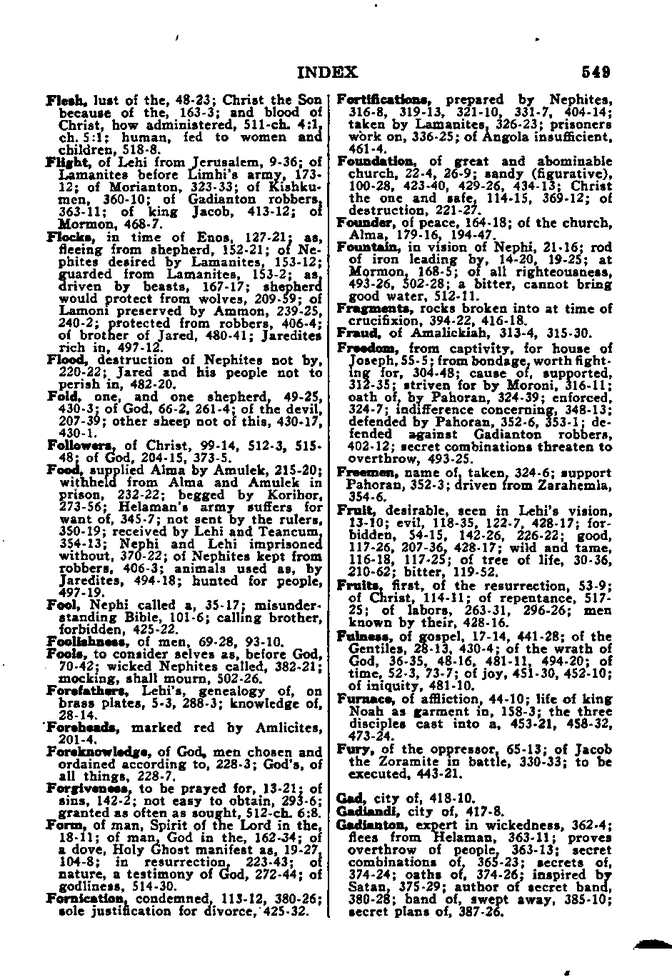 INDEX 549
Flesh, lust of the, 48-23; Christ the Son
because of the, 163-3; and blood of
Christ, how administered, 511-ch. 4:1,
ch. 5:1; human, fed to women and
children, 518-8.
Flight, of Lehi from Jerusalem, 9-36; of
Lamanites before Limhi's army, 173-
12; of Morianton, 323-33; of Kishku-
men, 360-10; of Gadianton robbers,
363-11; of king Jacob, 413-12; of
Mormon, 468-7.
Flocks, in time of Enos, 127-21; as,
fleeing from shepherd, 152-21; of Ne-
phites desired by Lamanites, 153-12;
guarded from Lamanites, 153-2; as,
driven by beasts, 167-17; shepherd
would protect from wolves, 209-59; of
Lamoni preserved by Ammon, 239-25,
240-2; protected from robbers, 406-4;
of brother of Jared, 480-41; Jaredites
rich in, 497-12.
Flood, destruction of Nephites not by,
220-22; Jared and his people not to
perish in, 482-20.
Fold, one, and one shepherd, 49-25,
430-3; of God, 66-2, 261-4; of the devil,
207-39; other sheep not of this, 430-17,
430-1.
Followers, of Christ, 99-14, 512-3, 515-
48; of God, 204-15, 373-5.
Food, supplied Alma by Amulek, 215-20;
withheld from Alma and Amulek in
prison, 232-22; begged by Korihor,
273-56; Helaman's army suffers for
want of, 345-7; not sent by the rulers,
350-19; received by Lehi and Teancum,
354-13; Nephi and Lehi imprisoned
without, 370-22; of Nephites kept from
robbers, 406-3; animals used as, by
Jaredites, 494-18; hunted for people,
497-19.
Fool, Nephi called a, 35-17; misunder-
standing Bible, 101-6; calling brother,
forbidden, 425-22.
Foolishness, of men, 69-28, 93-10.
Fools, to consider selves as, before God,
70-42; wicked Nephites called, 382-21;
mocking, shall mourn, 502-26.
Forefathers, Lehi's, genealogy of, on
brass plates, 5-3, 288-3; knowledge of,
28-14.
Foreheads, marked red by Amlicites,
201-4.
Foreknowledge, of God, men chosen and
ordained according to, 228-3; God's, of
all things, 228-7.
Forgiveness, to be prayed for, 13-21; of
sins, 142-2; not easy to obtain, 293-6;
granted as often as sought, 512-ch. 6:8.
Form, of man, Spirit of the Lord in the,
18-11; of man, God in the, 162-34; of
a dove, Holy Ghost manifest as, 19-27,
104-8; in resurrection, 223-43; of
nature, a testimony of God, 272-44; of
godliness, 514-30.
Fornication, condemned, 113-12, 380-26;
sole justification for divorce, 425-32.
Fortifications, prepared by Nephites,
316-8, 319-13, 321-10, 331-7, 404-14;
taken by Lamanites, 326-23; prisoners
work on, 336-25; of Angola insufficient,
461-4.
Foundation, of great and abominable
church, 22-4, 26-9; sandy (figurative),
100-28, 423-40, 429-26, 434-13; Christ
the one and safe, 114-15, 369-12; of
destruction, 221-27.
Founder, of peace, 164-18; of the church,
Alma, 179-16, 194-47.
Fountain, in vision of Nephi, 21-16; rod
of iron leading by, 14-20, 19-25; at
Mormon, 168-5; of all righteousness,
493-26, 502-28; a bitter, cannot bring
good water, 512-11.
Fragments, rocks broken into at time of
crucifixion, 394-22, 416-18.
Fraud, of Amalickiah, 313-4, 315-30.
Freedom, from captivity, for house of
Joseph, 55-5; from bondage, worth fight-
ing for, 304-48; cause of, supported,
312-35; striven for by Moroni, 316-11;
oath of, by Pahoran, 324-39; enforced,
324-7; indifference concerning, 348-13;
defended by Pahoran, 352-6, 353-1; de-
fended against Gadianton robbers,
402-12; secret combinations threaten to
overthrow, 493-25.
Freemen, name of, taken, 324-6; support
Pahoran, 352-3; driven from Zarahemla,
354-6.
Fruit, desirable, seen in Lehi's vision,
13-10; evil, 118-35, 122-7, 428-17; for-
bidden, 54-15, 142-26, 226-22; good,
117-26, 207-36, 428-17; wild and tame,
116-18, 117-25; of tree of life, 30-36,
210-62; bitter, 119-52.
Fruits, first, of the resurrection, 53-9;
of Christ, 114-11; of repentance, 517-
25; of labors, 263-31, 296-26; men
known by their, 428-16.
Fulness, of gospel, 17-14, 441-28; of the
Gentiles, 28-13, 430-4; of the wrath of
God, 36-35, 48-16, 481-11, 494-20; of
time, 52-3, 73-7; of joy, 451-30, 452-10;
of iniquity, 481-10.
Furnace, of affliction, 44-10; life of king
Noah as garment in, 158-3; the three
disciples cast into a, 453-21, 458-32,
473-24.
Fury, of the oppressor, 65-13; of Jacob
the Zoramite in battle, 330-33; to be
executed, 443-21.
Gad, city of, 418-10.
Gadiandi, city of, 417-8.
Gadianton, expert in wickedness, 362-4;
flees from Helaman, 363-11; proves
overthrow of people, 363-13; secret
combinations of, 365-23; secrets of,
374-24; oaths of, 374-26; inspired by
Satan, 375-29; author of secret band,
380-28; band of, swept away, 385-10;
secret plans of, 387-26.